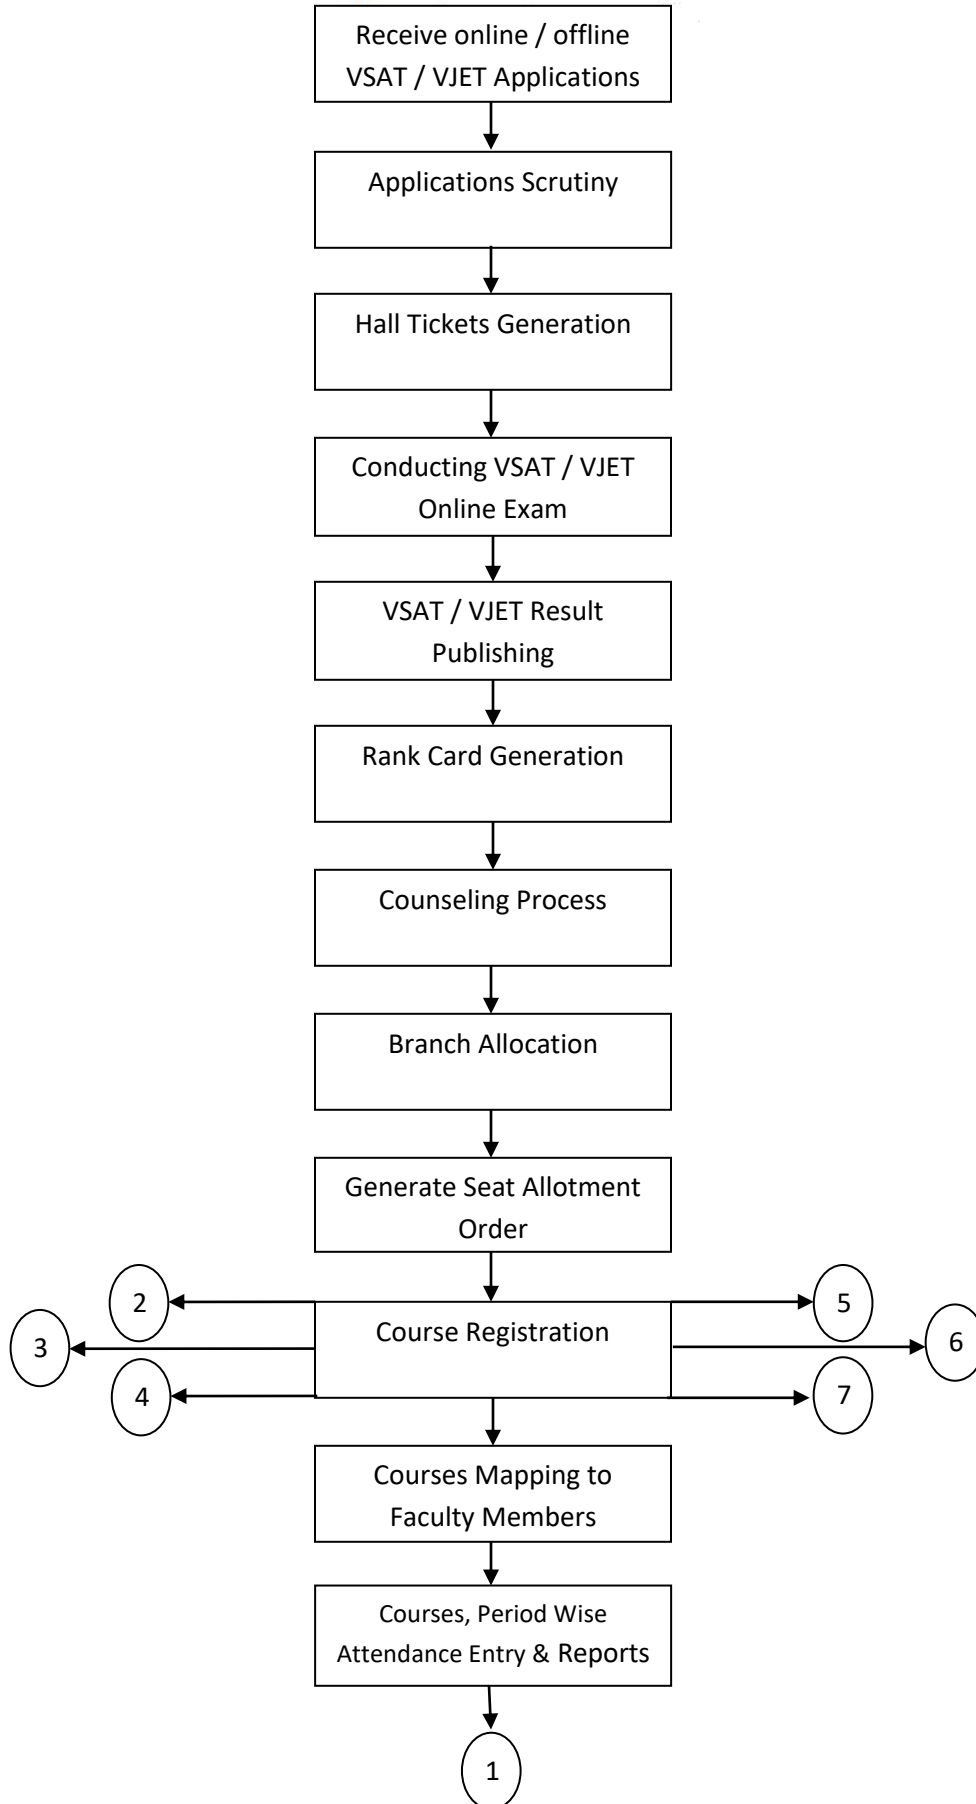 Receive online / offline
VSAT / VJET Applications
Applications Scrutiny
Hall Tickets Generation
Conducting VSAT / VJET
Online Exam
VSAT / VJET Result
Publishing
Rank Card Generation
Counseling Process
Branch Allocation
Generate Seat Allotment
Order
2
5
3
Course Registration
6
4
7
Courses Mapping to
Faculty Members
Courses, Period Wise
Attendance Entry & Reports
1